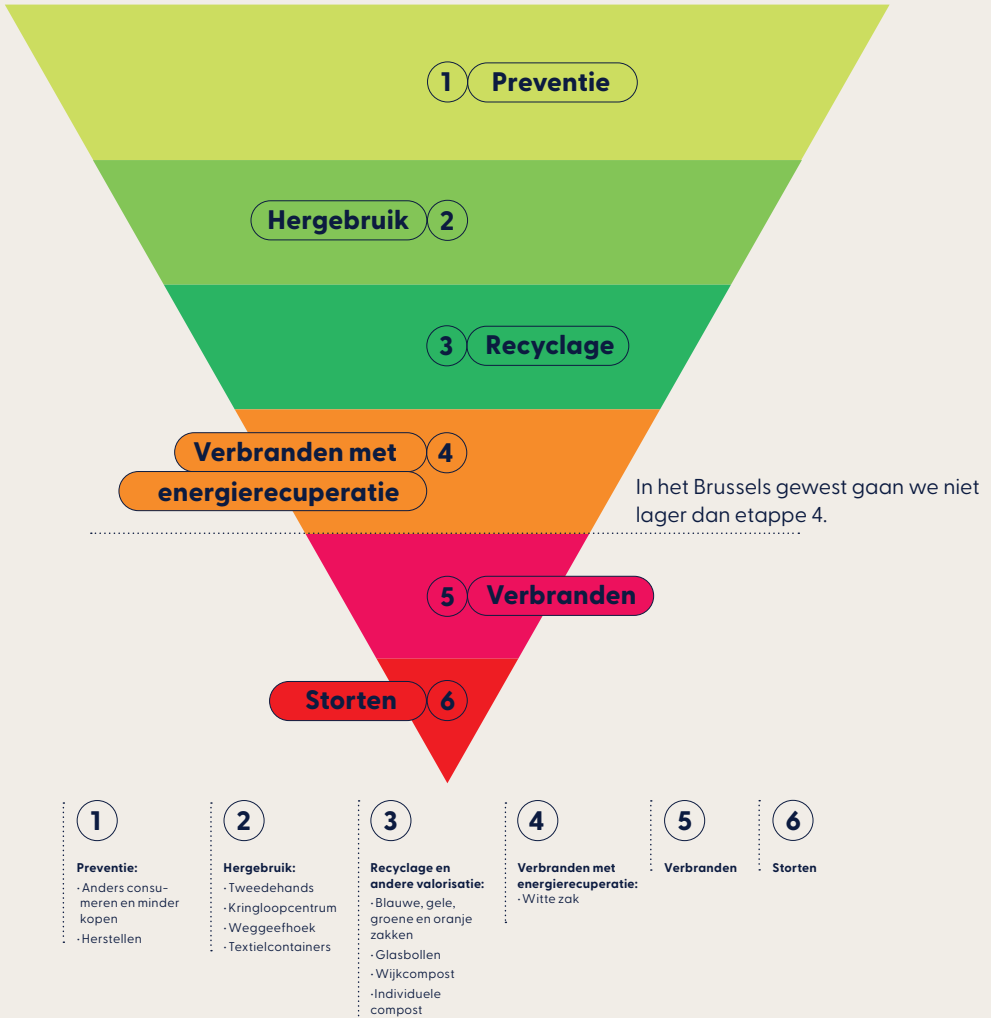 1 Preventie
Hergebruik 2
3 Recyclage
Verbranden met 4
energierecuperatie
In het Brussels gewest gaan we niet
lager dan etappe 4.
5 Verbranden
Storten 6
1
Preventie:
·Anders consu-
meren en minder
kopen
·Herstellen
2
Hergebruik:
·Tweedehands
·Kringloopcentrum
·Weggeefhoek
·Textielcontainers
3
Recyclage en
andere valorisatie:
·Blauwe, gele,
groene en oranje
zakken
·Glasbollen
·Wijkcompost
·Individuele
compost
4
Verbranden met
energierecuperatie:
·Witte zak
5
Verbranden
6
Storten